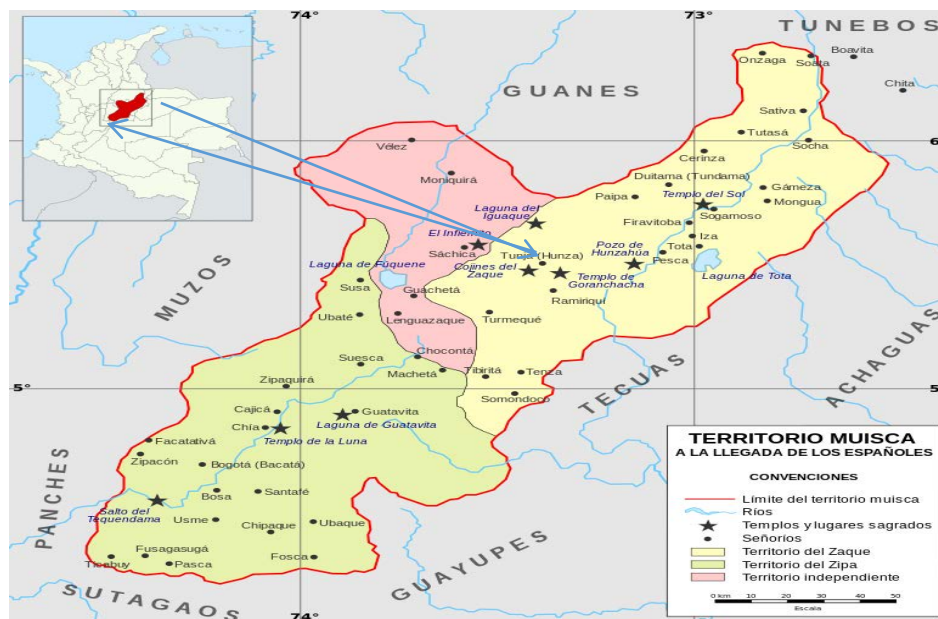 74°
73°
TUNEBOS
Onzaga
Soatá
Boavita
Chita
GUANES
Sativa
Vélez
Tutasá
Socha
Cerinza
Moniquirá
Duitama (Tundama)
Gámeza
Paipa
Templo del Sol
Mongua
Laguna del
Iguaque
Sogamoso
Firavitoba
El Infiernito
Iza
Sáchica
Tunja (Hunza)
Pozo de
Hunzahúa
Tota
Pesca
Laguna de Fúquene
Cojines del
Zaque
Templo de
Goranchacha
Laguna de Tota
MUZOS
Susa
Guachetá
Ramiriquí
Ubaté
Lenguazaque
Turmequé
ACHAGUAS
Suesca
Chocontá
Machetá
Tibiritá
Tenza
TECUAS
5°
5
Zipaquirá
Somondoco
Cajicá
Guatavita
Chía
Laguna de Guatavita
Templo de la Luna
Facatativá
Zipacón
Bogotá (Bacatá)
PANCHES
Bosa
Santafé
Salto del
Tequendama
Usme
Chipaque
Ubaque
Fusagasugá
Tibacuy
Pasca
Fosca
GUAYUPES
SUTAGAOS
74°
TERRITORIO MUISCA
A LA LLEGADA DE LOS ESPAÑOLES
CONVENCIONES
Límite del territorio muisca
Ríos
Templos y lugares sagrados
Señoríos
Territorio del Zaque
Territorio del Zipa
Territorio independiente
0 km 10 20 30 40 50
Escala